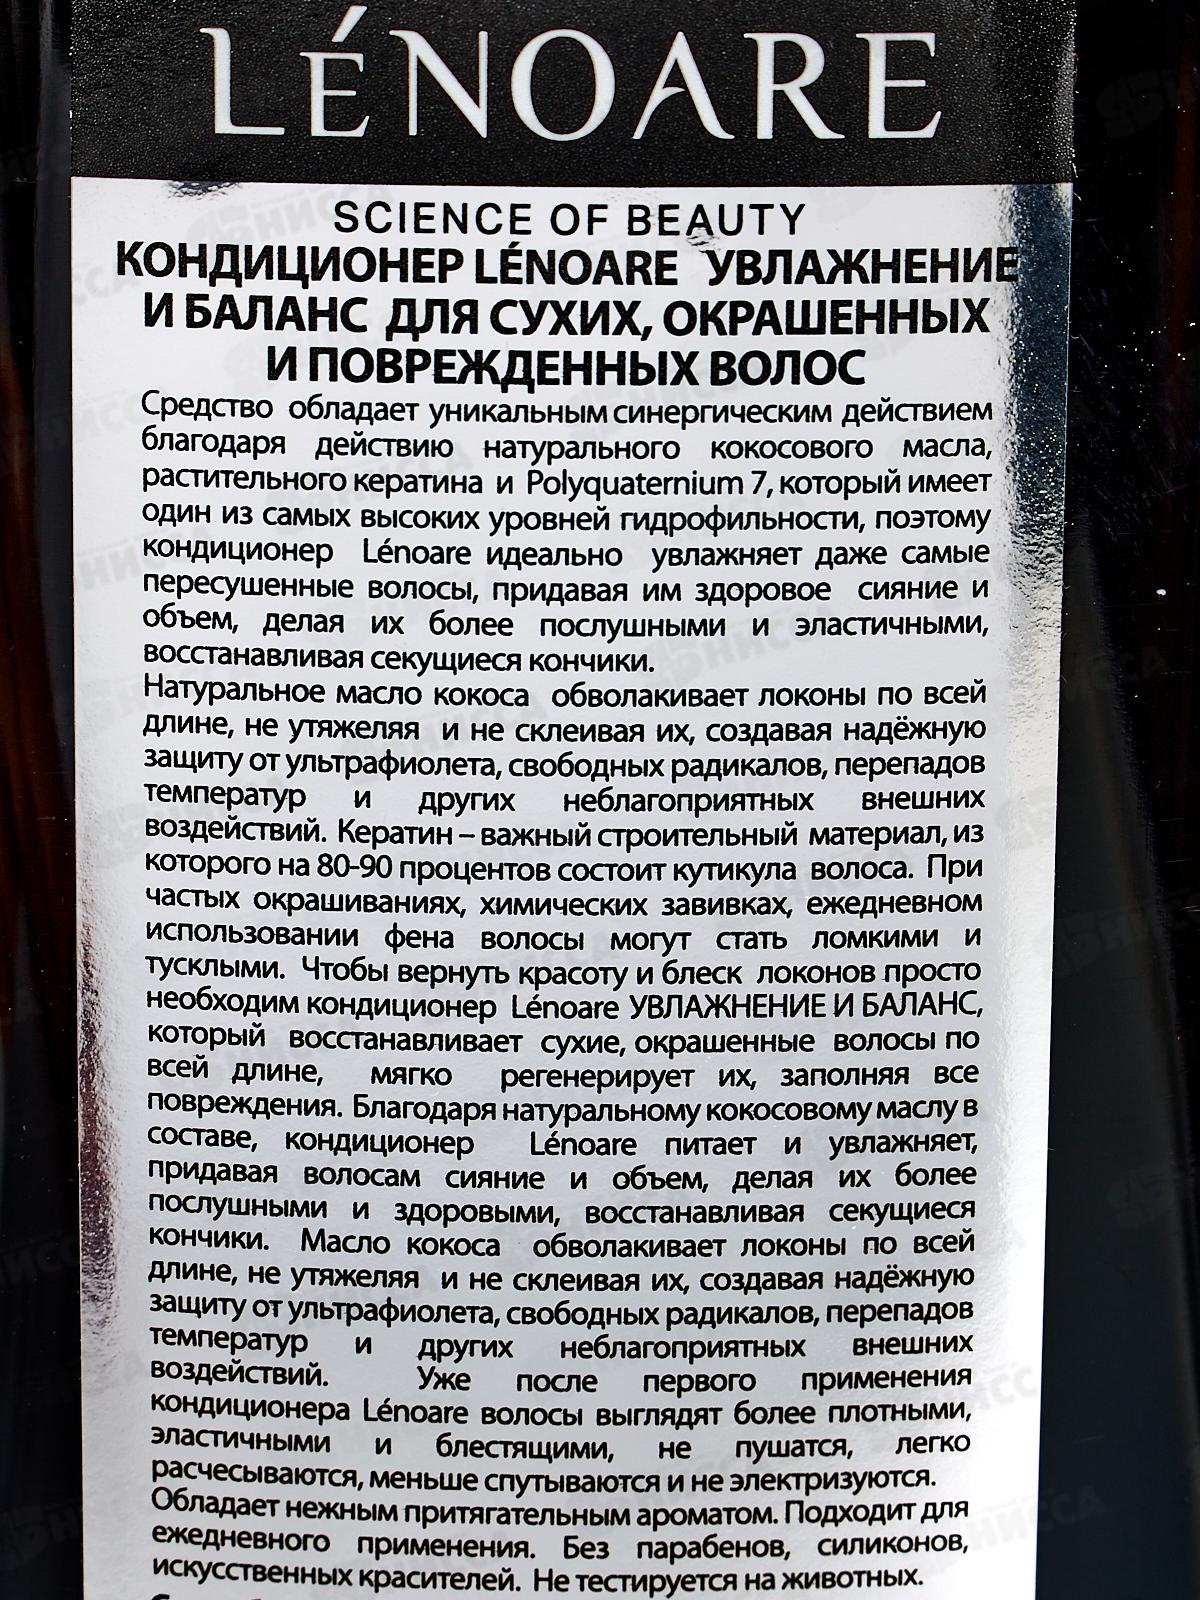 LÉNOARE
SCIENCE OF BEAUTY
КОНДИЦИОНЕР LÉNOARE УВЛАЖНЕНИЕ
И БАЛАНС ДЛЯ СУХИХ, ОКРАШЕННЫХ
И ПОВРЕЖДЕННЫХ ВОЛОС
Средство обладает уникальным синергическим действием
благодаря действию натурального кокосового масла,
растительного кератина и Polyquaternium 7, который имеет
один из самых высоких уровней гидрофильности, поэтому
кондиционер Lénoare идеально увлажняет даже самые
пересушенные волосы, придавая им здоровое сияние и
объем, делая их более послушными и эластичными,
восстанавливая секущиеся кончики.
Натуральное масло кокоса обволакивает локоны по всей
длине, не утяжеляя и не склеивая их, создавая надёжную
защиту от ультрафиолета, свободных радикалов, перепадов
температур и других неблагоприятных внешних
воздействий. Кератин – важный строительный материал, из
которого на 80-90 процентов состоит кутикула волоса. При
частых окрашиваниях, химических завивках, ежедневном
использовании фена волосы могут стать ломкими и
тусклыми. Чтобы вернуть красоту и блеск локонов просто
необходим кондиционер Lénoare УВЛАЖНЕНИЕ И БАЛАНС,
который восстанавливает сухие, окрашенные волосы по
всей длине, мягко регенерирует их, заполняя все
повреждения. Благодаря натуральному кокосовому маслу в
составе, кондиционер Lénoare питает и увлажняет,
придавая волосам сияние и объем, делая их более
послушными и здоровыми, восстанавливая секущиеся
кончики. Масло кокоса обволакивает локоны по всей
длине, не утяжеляя и не склеивая их, создавая надёжную
защиту от ультрафиолета, свободных радикалов, перепадов
температур и других неблагоприятных внешних
воздействий. Уже после первого применения
кондиционера Lénoare волосы выглядят более плотными,
эластичными и блестящими, не пушатся, легко
расчесываются, меньше спутываются и не электризуются.
Обладает нежным притягательным ароматом. Подходит для
ежедневного применения. Без парабенов, силиконов,
искусственных красителей. Не тестируется на животных.